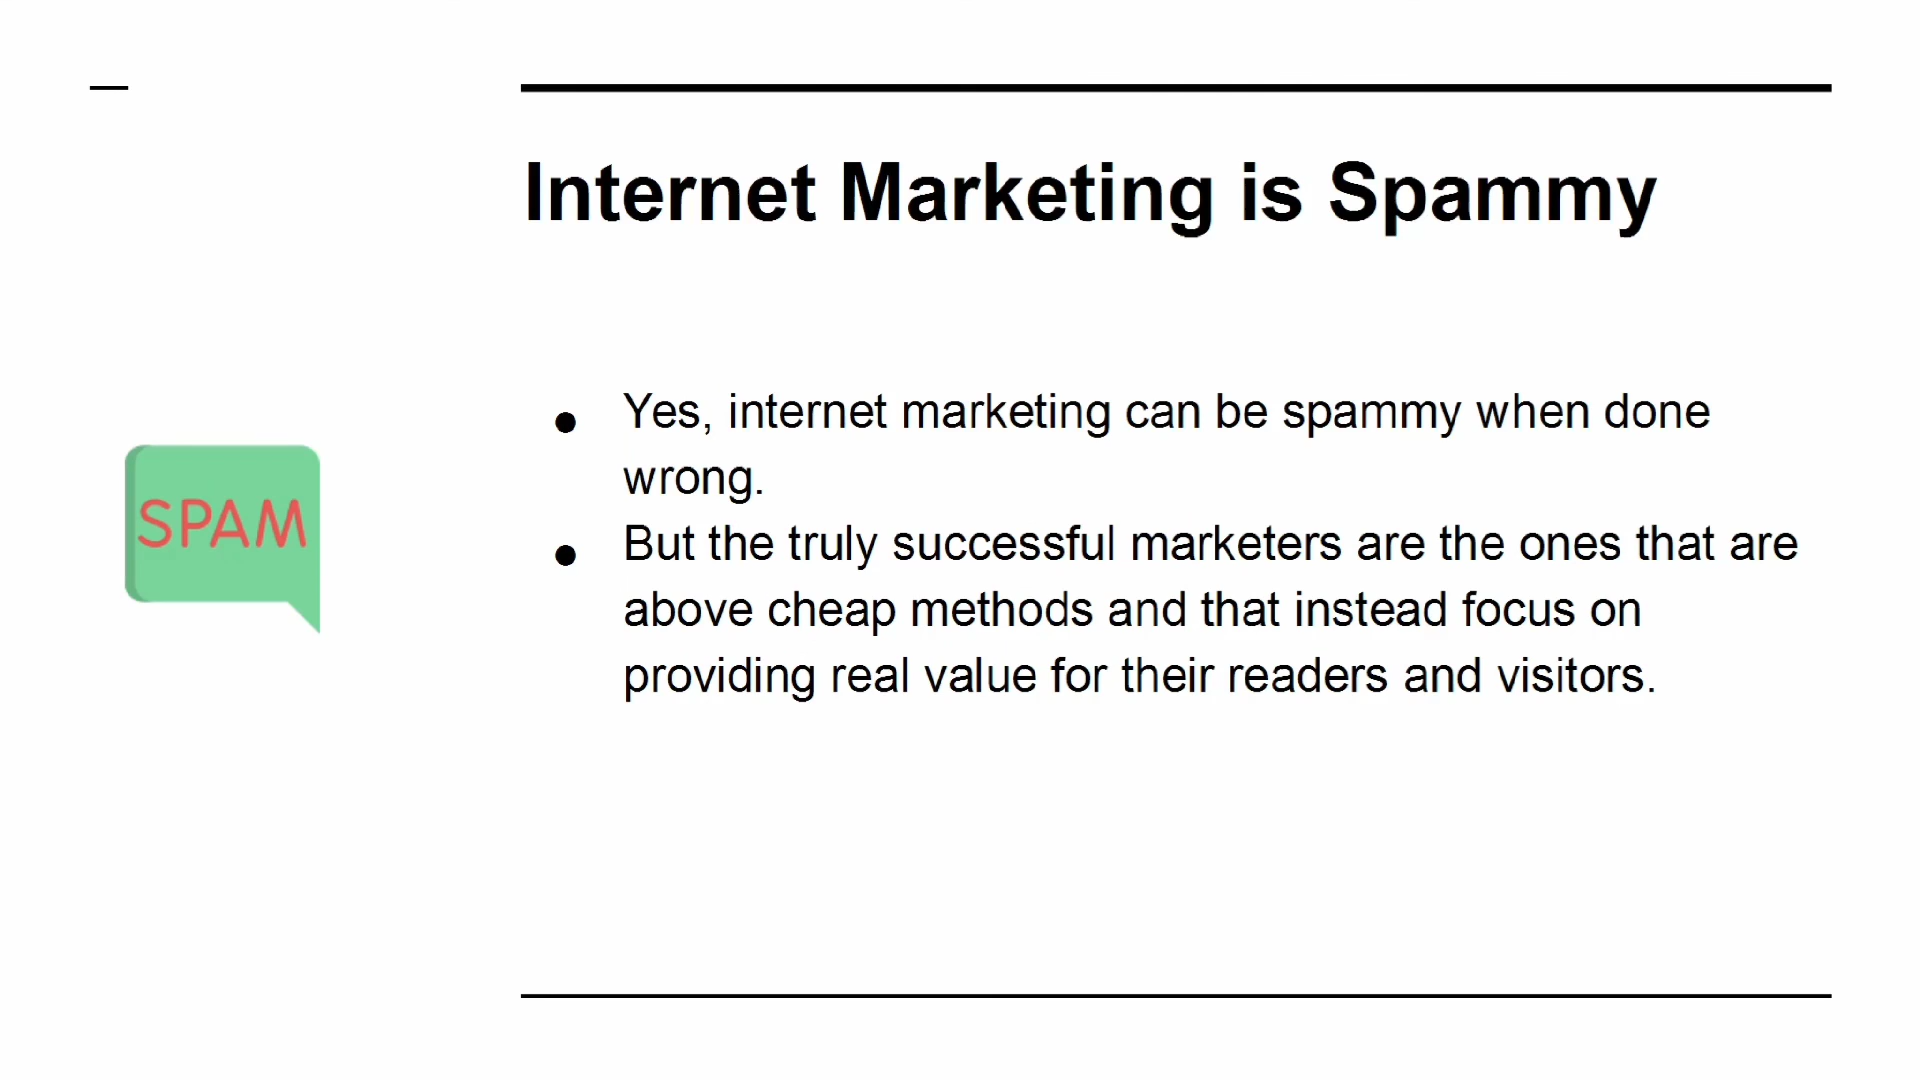 Internet Marketing is Spammy
SPAM
Yes, internet marketing can be spammy when done
wrong.
But the truly successful marketers are the ones that are
above cheap methods and that instead focus on
providing real value for their readers and visitors.